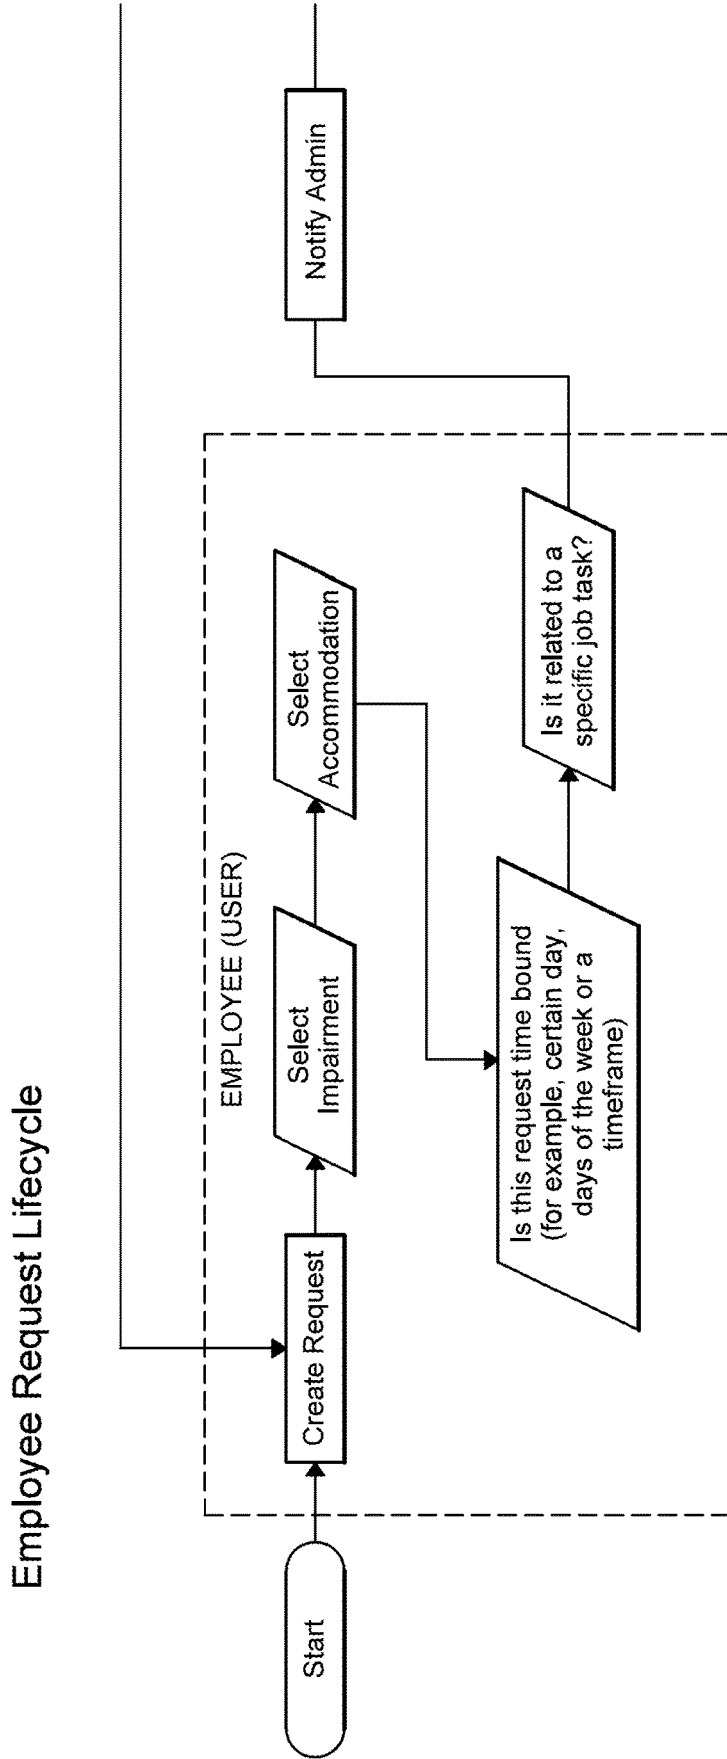 Employee Request Lifecycle
EMPLOYEE (USER)
Start
Create Request
Select
Impairment
Select
Accommodation
Is this request time bound
(for example, certain day,
days of the week or a
timeframe)
Is it related to a
specific job task?
Notify Admin